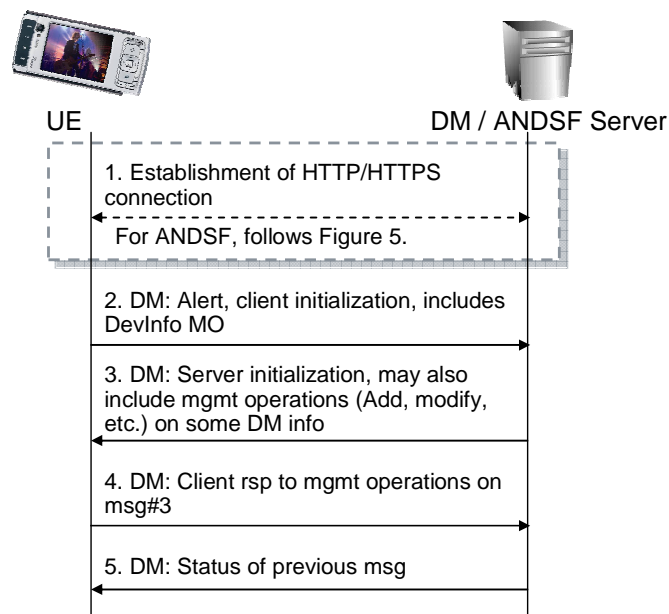 UE
DM / ANDSF Server
1. Establishment of HTTP/HTTPS
connection
For ANDSF, follows Figure 5.
2. DM: Alert, client initialization, includes
DevInfo MO
3. DM: Server initialization, may also
include mgmt operations (Add, modify,
etc.) on some DM info
4. DM: Client rsp to mgmt operations on
msg#3
5. DM: Status of previous msg